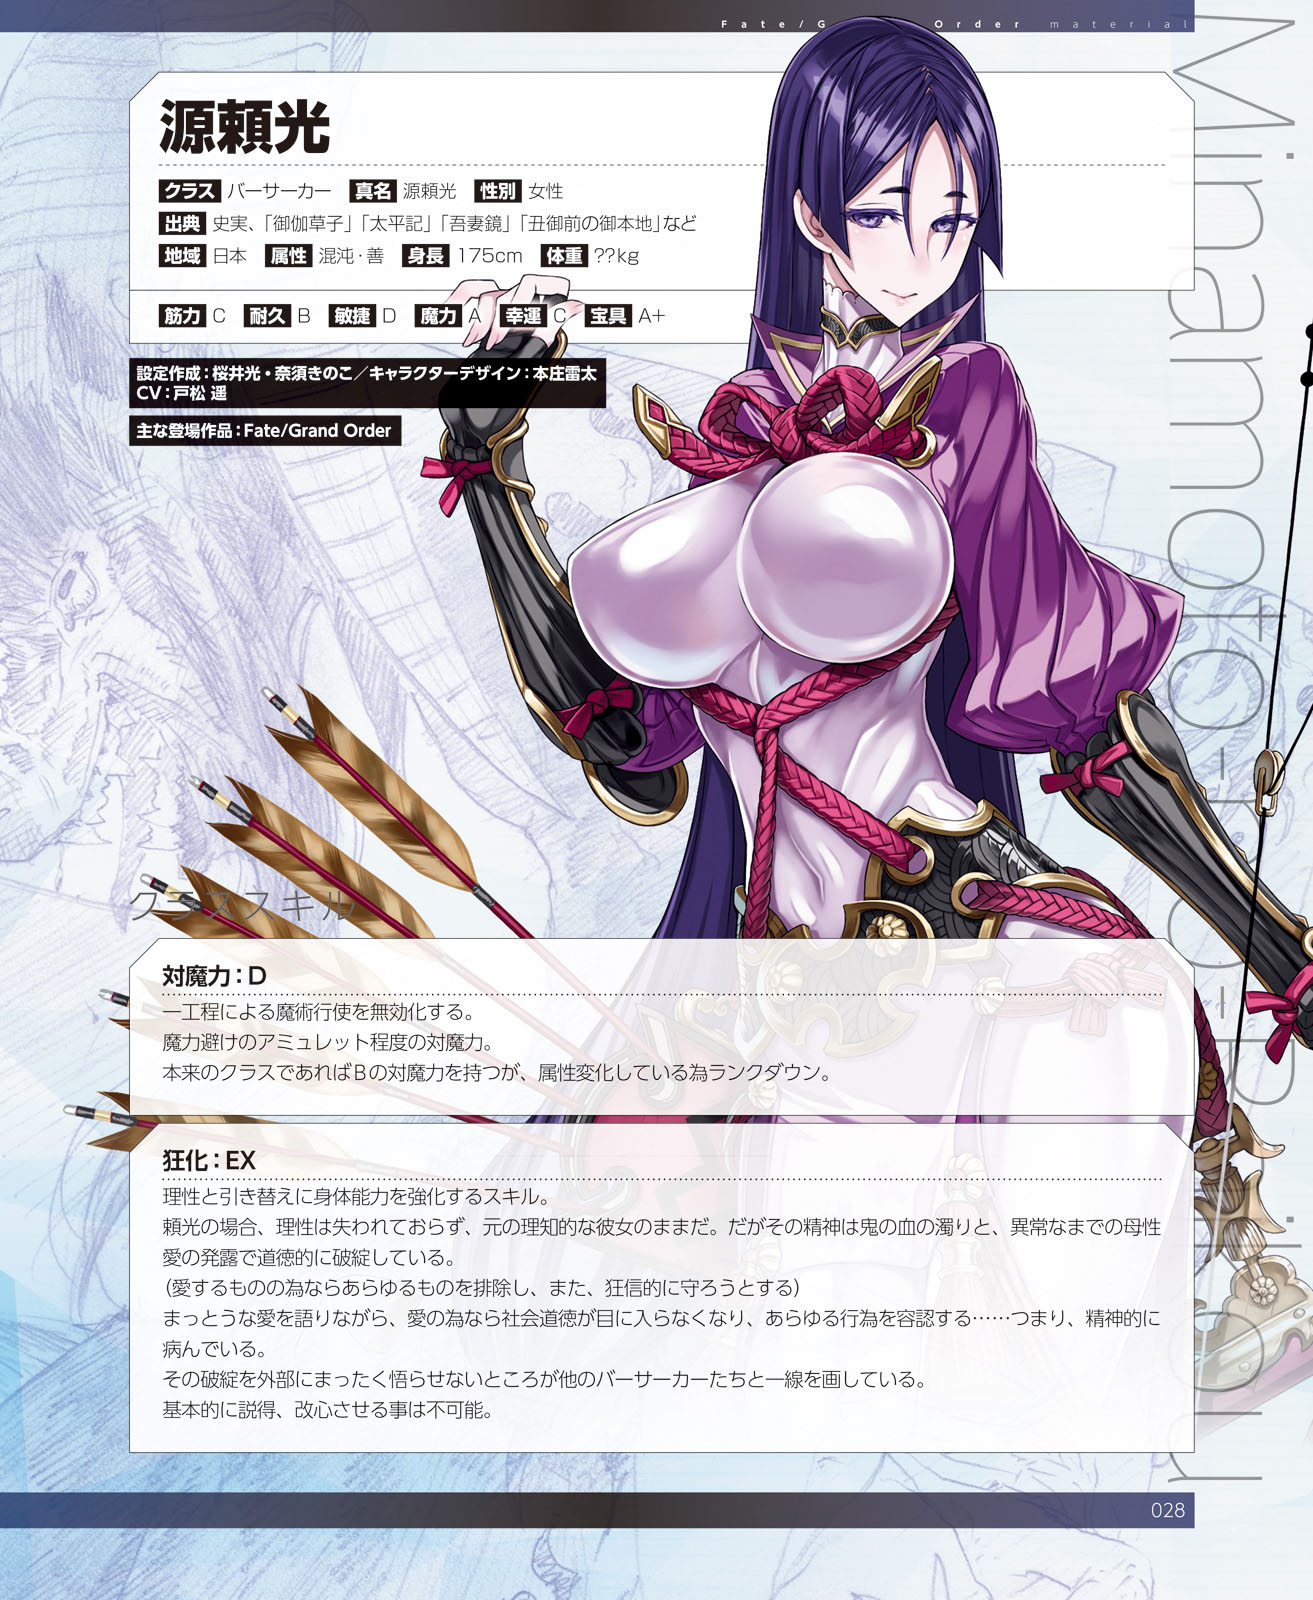 Fate/G Order material
源頼光
クラス バーサーカー 真名 源頼光 性別 女性
出典 史実、「御伽草子」「太平記」「吾妻鏡」「丑御前の御本地」など
地域 日本 属性 混沌・善 身長 175cm 体重 ??kg
筋力 C 耐久 B 敏捷 D 魔力 A 幸運 C 宝具 A+
設定作成：桜井光・奈須きのこ／キャラクターデザイン：本庄雷太
CV：戸松 遥
主な登場作品：Fate/Grand Order
Minamoto-no-Raikou
クラススキル
対魔力：D
一工程による魔術行使を無効化する。
魔力避けのアミュレット程度の対魔力。
本来のクラスであればBの対魔力を持つが、属性変化している為ランクダウン。
狂化：EX
理性と引き替えに身体能力を強化するスキル。
頼光の場合、理性は失われておらず、元の理知的な彼女のままだ。だがその精神は鬼の血の濁りと、異常なまでの母性
愛の発露で道徳的に破綻している。
（愛するものの為ならあらゆるものを排除し、また、狂信的に守ろうとする）
まっとうな愛を語りながら、愛の為なら社会道徳が目に入らなくなり、あらゆる行為を容認する……つまり、精神的に
病んでいる。
その破綻を外部にまったく悟らせないところが他のバーサーカーたちと一線を画している。
基本的に説得、改心させる事は不可能。
028